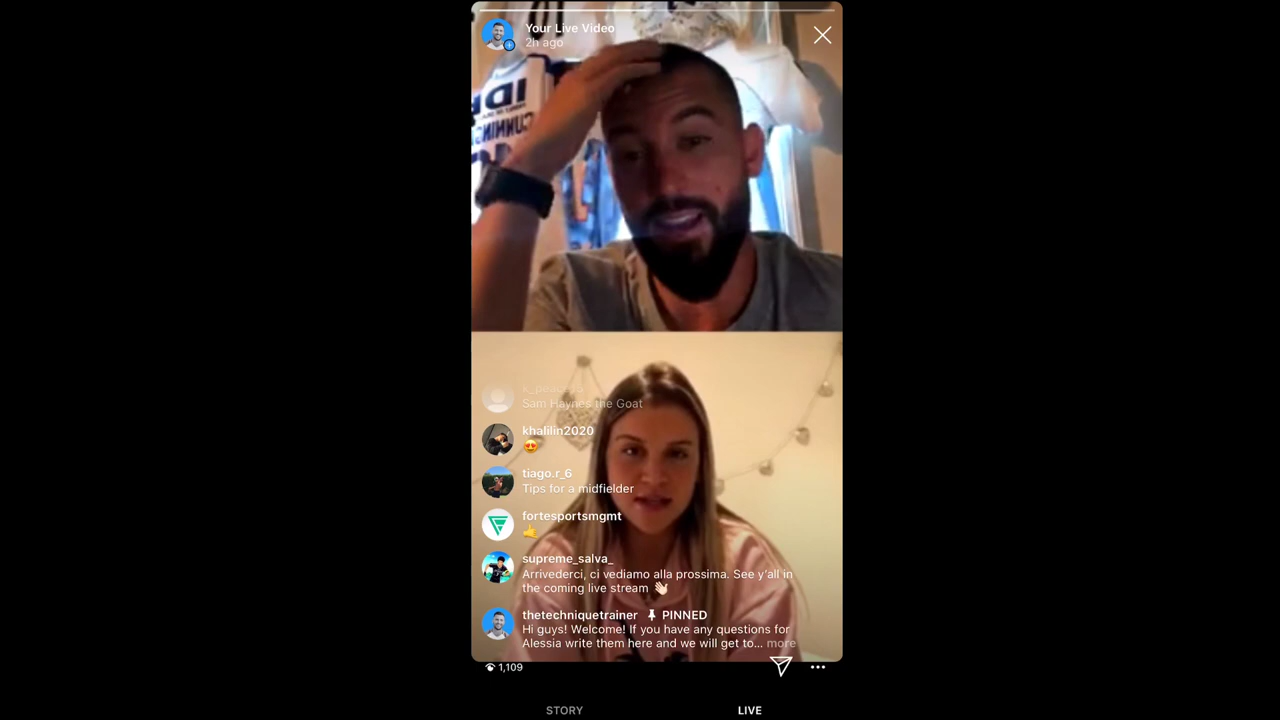 Your Live Video
2h ago
CUNNIN
Sam Haynes the Goat
khalilin2020
😍
tiago.r_6
Tips for a midfielder
fortesportsmgmt
🤙
supreme_salva_
Arrivederci, ci vediamo alla prossima. See y'all in
the coming live stream 👋🏻
thetechniquetrainer PINNED
Hi guys! Welcome! If you have any questions for
Alessia write them here and we will get to... more
1,109
STORY LIVE